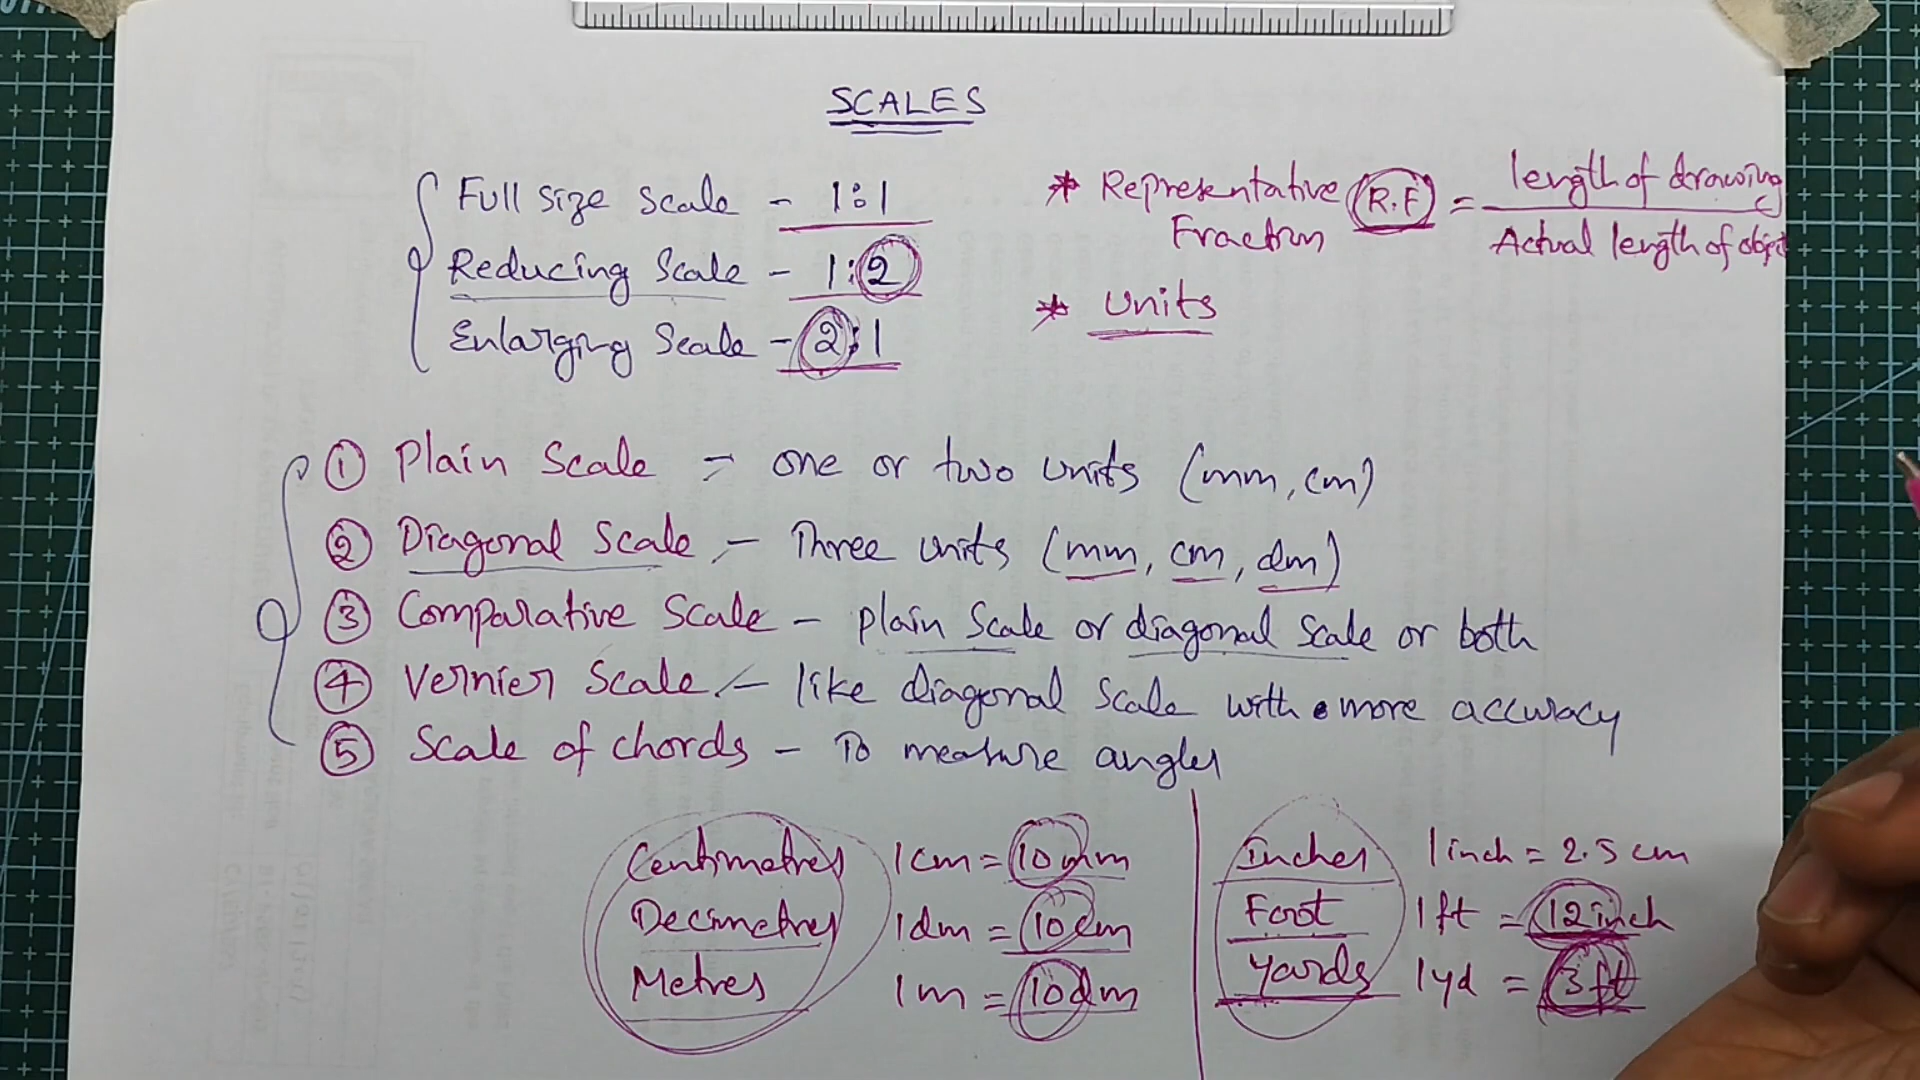 SCALES
Full size scale - 1:1
Reducing Scale - 1:2
Enlarging Scale - 2:1
* Representative Fraction R.F = length of drawing
Actual length of object
* Units
① Plain Scale - one or two units (mm, cm)
② Diagonal Scale - Three units (mm, cm, dm)
③ Comparative Scale - plain Scale or diagonal Scale or both
④ Vernier Scale - like diagonal Scale with more accuracy
⑤ Scale of chords - To measure angles
Centimetres 1cm = 10mm
Decimetres 1dm = 10cm
Metres 1m = 10dm
inches 1 inch = 2.5 cm
Foot 1ft = 12 inch
yards 1yd = 3 ft